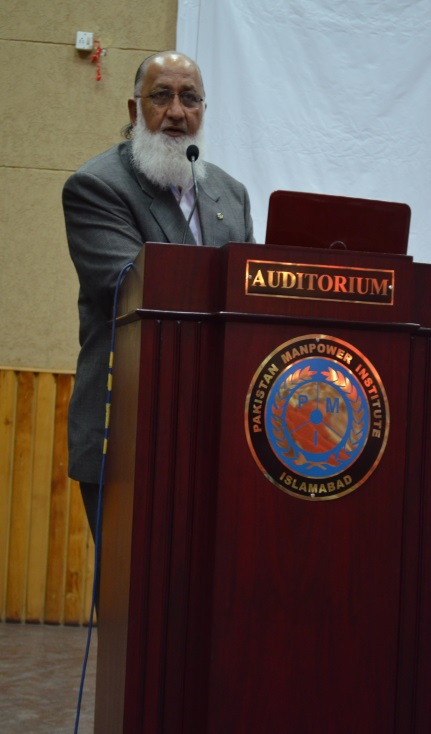 AUDITORIUM
PAKISTAN MANPOWER INSTITUTE
P M
I
ISLAMABAD